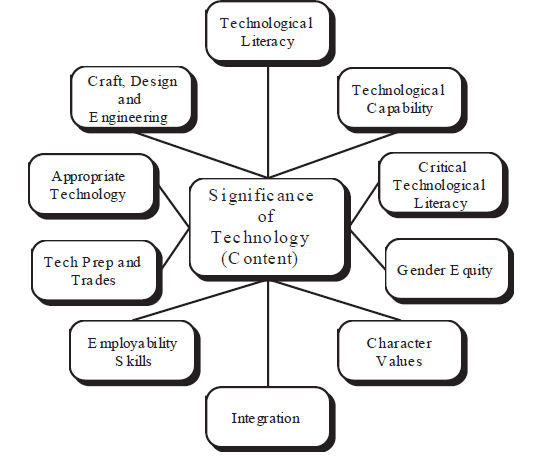 Technological
Literacy
Craft, Design
and
Engineering
Technological
Capability
Appropriate
Technology
Significance
of
Technology
(Content)
Critical
Technological
Literacy
Tech Prep and
Trades
Gender Equity
Employability
Skills
Character
Values
Integration